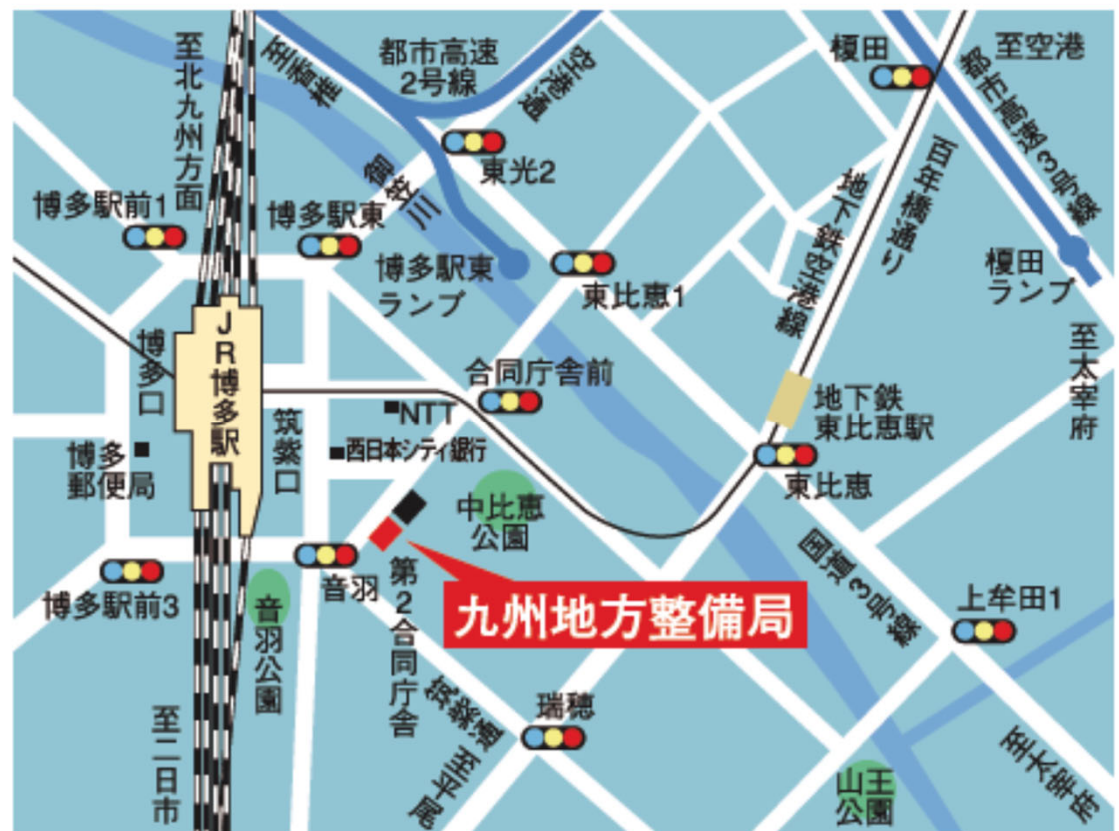 至北九州方面
至香椎
都市高速
2号線
空港通
榎田
至空港
都市高速3号線
東光2
御笠川
博多駅前1
博多駅東
博多駅東
ランプ
東比恵1
地下鉄空港線
百年橋通り
榎田
ランプ
至太宰府
JR博多駅
博多口
筑紫口
合同庁舎前
NTT
西日本シティ銀行
地下鉄
東比恵駅
東比恵
博多
郵便局
中比恵
公園
国道3号線
博多駅前3
音羽
音羽公園
第2合同庁舎
九州地方整備局
上牟田1
筑紫通
至平尾
瑞穂
至二日市
山王
公園
至太宰府